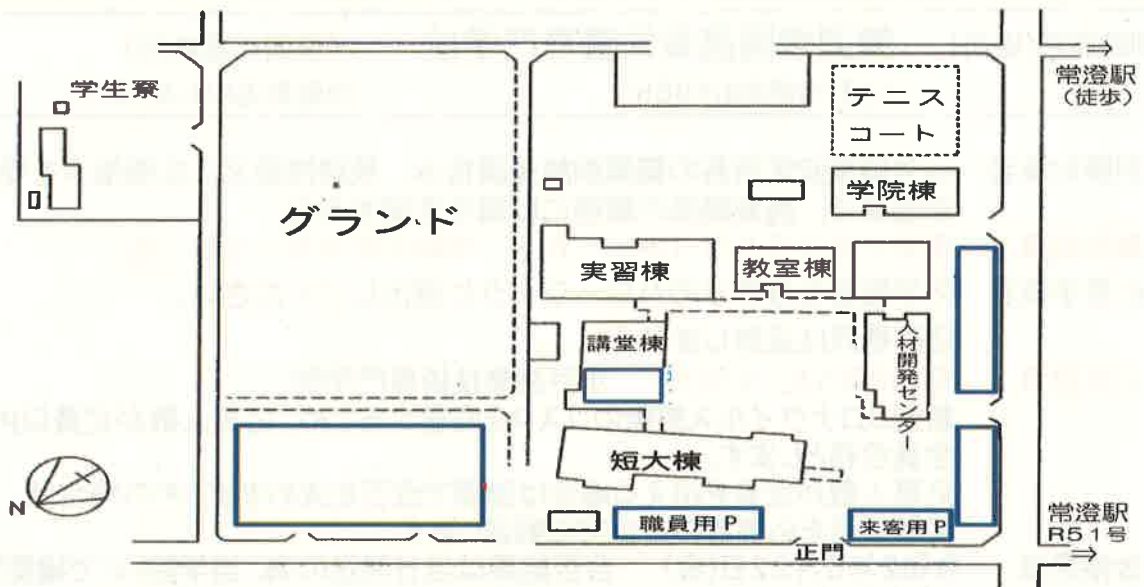 ⇒
常澄駅
(徒歩)
学生寮
テニス
コート
学院棟
グランド
実習棟
教室棟
講堂棟
人材開発センター
短大棟
N
職員用P
来客用P
正門
常澄駅
R51号
⇒